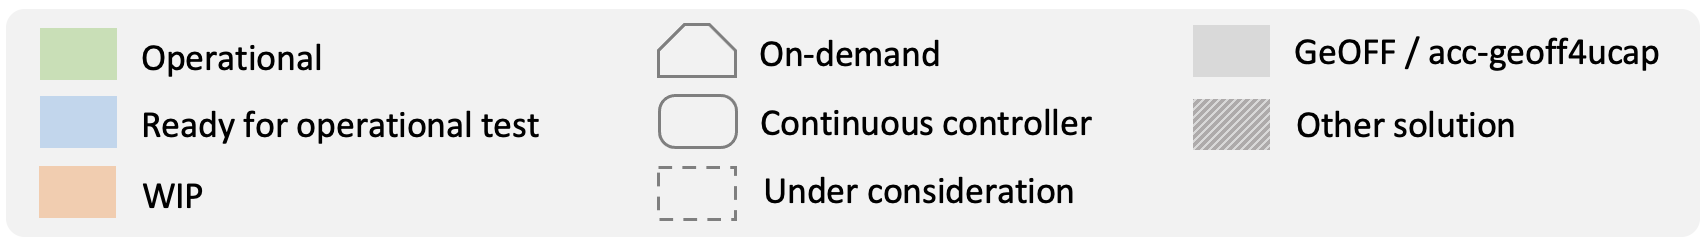 Operational
Ready for operational test
WIP
On-demand
Continuous controller
Under consideration
GeOFF / acc-geoff4ucap
Other solution